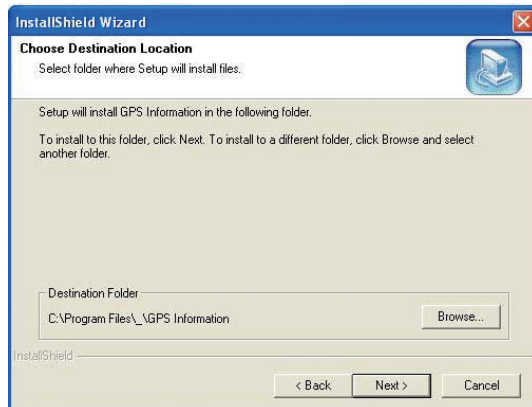 InstallShield Wizard
Choose Destination Location
Select folder where Setup will install files.
Setup will install GPS Information in the following folder.
To install to this folder, click Next. To install to a different folder, click Browse and select
another folder.
Destination Folder
C:\Program Files\_\GPS Information
Browse...
InstallShield
< Back
Next >
Cancel